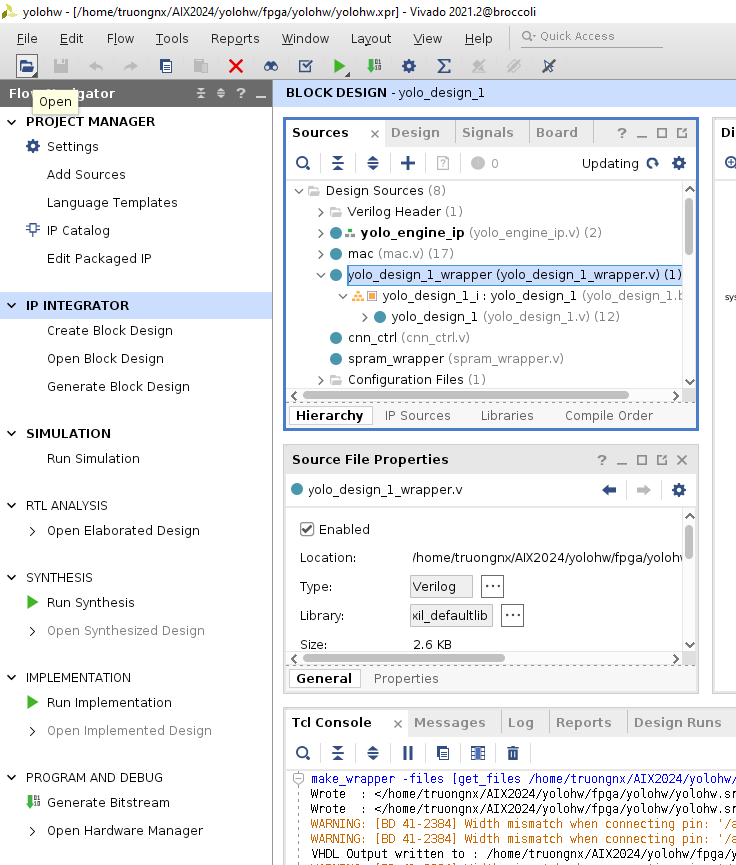 yolohw - [/home/truongnx/AIX2024/yolohw/fpga/yolohw/yolohw.xpr] - Vivado 2021.2@broccoli
File Edit Flow Tools Reports Window Layout View Help Quick Access
Flow Navigator
Open
PROJECT MANAGER
Settings
Add Sources
Language Templates
IP Catalog
Edit Packaged IP
IP INTEGRATOR
Create Block Design
Open Block Design
Generate Block Design
SIMULATION
Run Simulation
RTL ANALYSIS
Open Elaborated Design
SYNTHESIS
Run Synthesis
Open Synthesized Design
IMPLEMENTATION
Run Implementation
Open Implemented Design
PROGRAM AND DEBUG
Generate Bitstream
Open Hardware Manager
BLOCK DESIGN - yolo_design_1
Sources Design Signals Board
0 Updating
Design Sources (8)
Verilog Header (1)
yolo_engine_ip (yolo_engine_ip.v) (2)
mac (mac.v) (17)
yolo_design_1_wrapper (yolo_design_1_wrapper.v) (1)
yolo_design_1_i : yolo_design_1 (yolo_design_1.b
yolo_design_1 (yolo_design_1.v) (12)
cnn_ctrl (cnn_ctrl.v)
spram_wrapper (spram_wrapper.v)
Configuration Files (1)
Hierarchy IP Sources Libraries Compile Order
Source File Properties
yolo_design_1_wrapper.v
Enabled
Location: /home/truongnx/AIX2024/yolohw/fpga/yolohw
Type: Verilog
Library: xil_defaultlib
Size: 2.6 KB
General Properties
Tcl Console Messages Log Reports Design Runs
make_wrapper -files [get_files /home/truongnx/AIX2024/yolohw/
Wrote : </home/truongnx/AIX2024/yolohw/fpga/yolohw/yolohw.sr
Wrote : </home/truongnx/AIX2024/yolohw/fpga/yolohw/yolohw.sr
WARNING: [BD 41-2384] Width mismatch when connecting pin: '/a
WARNING: [BD 41-2384] Width mismatch when connecting pin: '/a
VHDL Output written to : /home/truongnx/AIX2024/yolohw/fpga/y
Di
sys